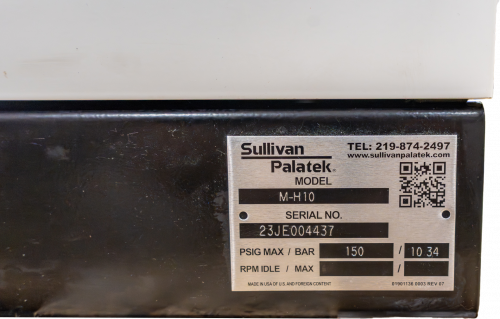 Sullivan
Palatek®
TEL: 219-874-2497
www.sullivanpalatek.com
MODEL
M-H10
SERIAL NO.
23JE004437
PSIG MAX / BAR 150 / 10 34
RPM IDLE / MAX /
MADE IN USA OF U.S. AND FOREIGN CONTENT